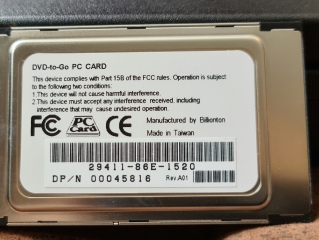 DVD-to-Go PC CARD
This device complies with Part 15B of the FCC rules. Operation is subject
to the following two conditions:
1.This device will not cause harmful interference.
2.This device must accept any interference received, including
interference that may cause undesired operation.
FC PC Card CE
Manufactured by Billionton
Made in Taiwan
29411-86E-1520
DP/N 00045816 Rev.A01